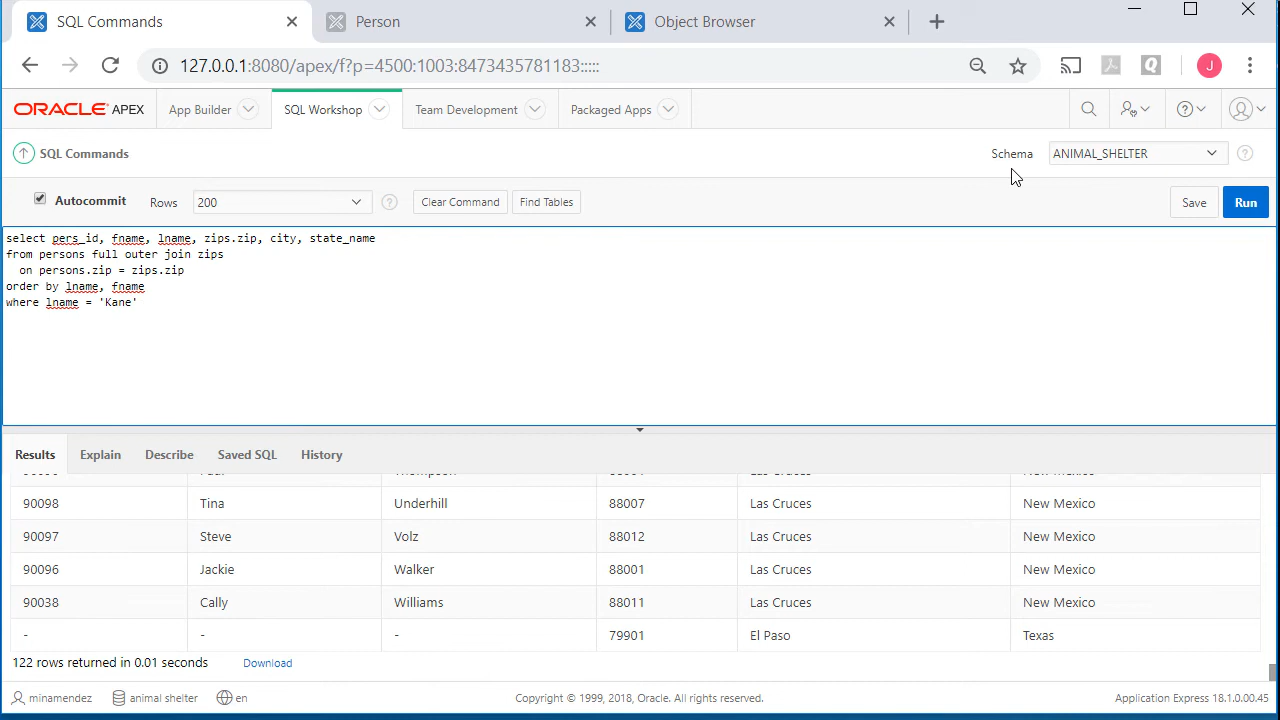 SQL Commands
Person
Object Browser
127.0.0.1:8080/apex/f?p=4500:1003:8473435781183:::::
J
ORACLE APEX
App Builder
SQL Workshop
Team Development
Packaged Apps
SQL Commands
Schema
ANIMAL_SHELTER
Autocommit
Rows
200
Clear Command
Find Tables
Save
Run
select pers_id, fname, lname, zips.zip, city, state_name
from persons full outer join zips
on persons.zip = zips.zip
order by lname, fname
where lname = 'Kane'
Results
Explain
Describe
Saved SQL
History
90098 Tina Underhill 88007 Las Cruces New Mexico
90097 Steve Volz 88012 Las Cruces New Mexico
90096 Jackie Walker 88001 Las Cruces New Mexico
90038 Cally Williams 88011 Las Cruces New Mexico
- - - 79901 El Paso Texas
122 rows returned in 0.01 seconds
Download
minamendez
animal shelter
en
Copyright © 1999, 2018, Oracle. All rights reserved.
Application Express 18.1.0.00.45